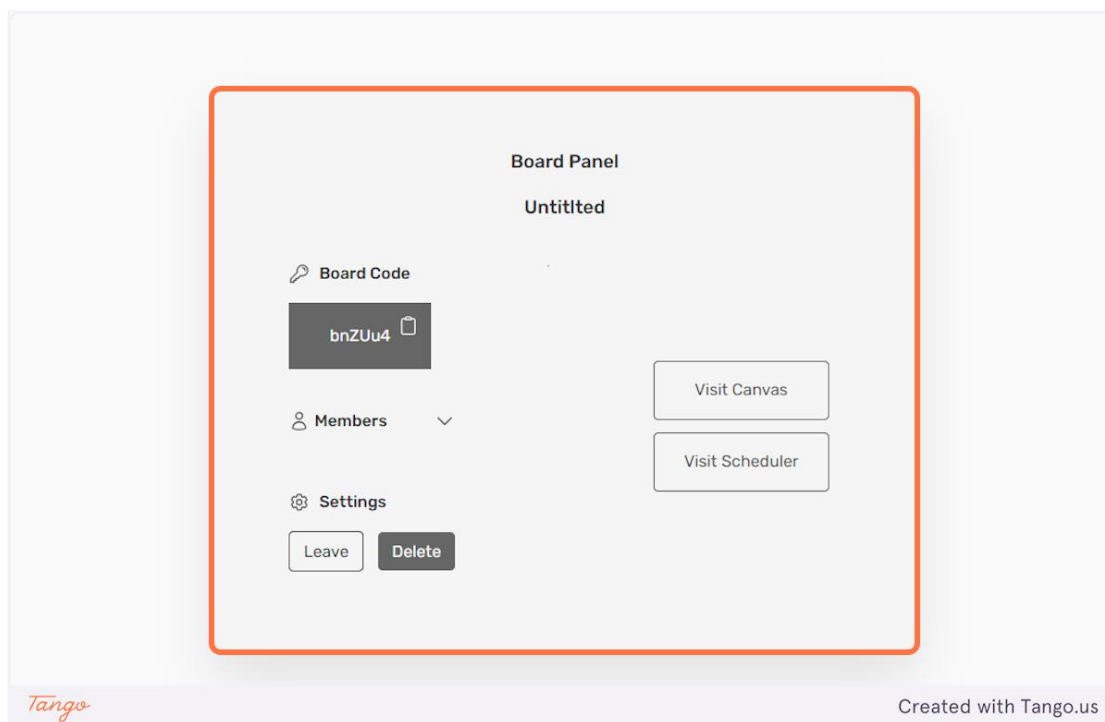 Board Panel
Untitlted
Board Code
bnZUu4
Members
Settings
Leave
Delete
Visit Canvas
Visit Scheduler
Tango
Created with Tango.us